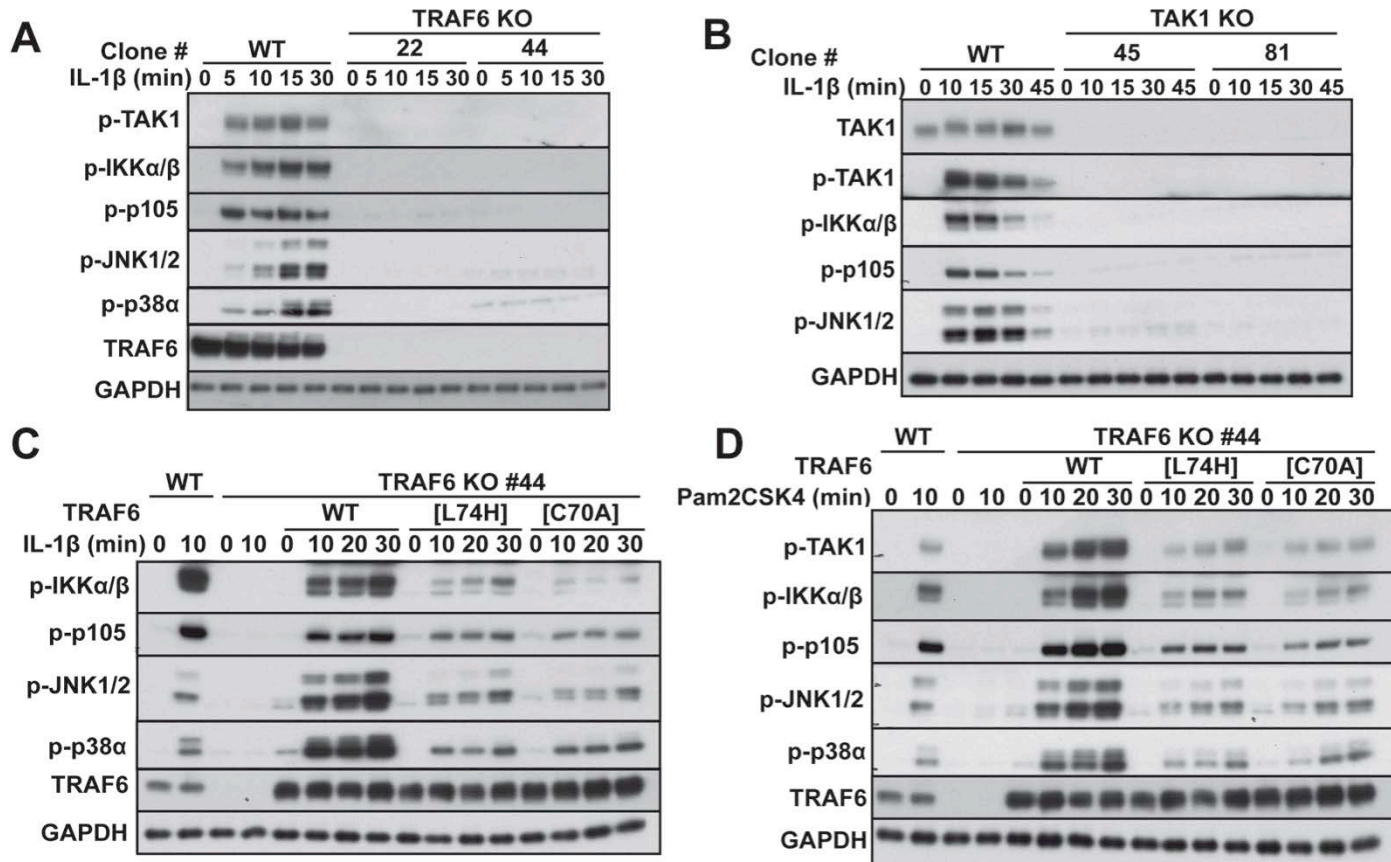 A
TRAF6 KO
Clone # WT 22 44
IL-1β (min) 0 5 10 15 30 0 5 10 15 30 0 5 10 15 30
p-TAK1
p-IKKα/β
p-p105
p-JNK1/2
p-p38α
TRAF6
GAPDH
B
TAK1 KO
Clone # WT 45 81
IL-1β (min) 0 10 15 30 45 0 10 15 30 45 0 10 15 30 45
TAK1
p-TAK1
p-IKKα/β
p-p105
p-JNK1/2
GAPDH
C
WT TRAF6 KO #44
TRAF6 WT [L74H] [C70A]
IL-1β (min) 0 10 0 10 0 10 20 30 0 10 20 30 0 10 20 30
p-IKKα/β
p-p105
p-JNK1/2
p-p38α
TRAF6
GAPDH
D
WT TRAF6 KO #44
TRAF6 WT [L74H] [C70A]
Pam2CSK4 (min) 0 10 0 10 0 10 20 30 0 10 20 30 0 10 20 30
p-TAK1
p-IKKα/β
p-p105
p-JNK1/2
p-p38α
TRAF6
GAPDH